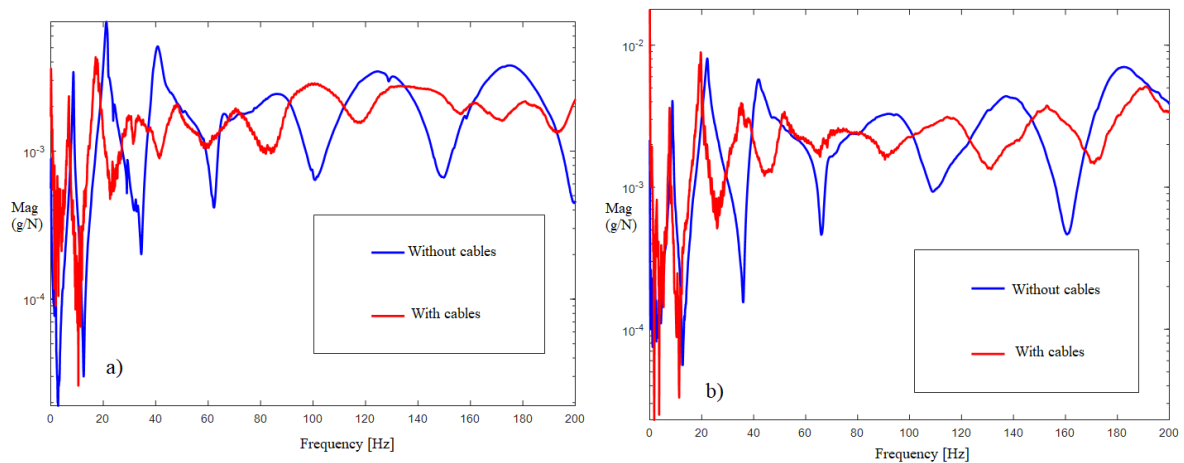 10^-3
10^-4
Mag
(g/N)
Without cables
With cables
a)
0 20 40 60 80 100 120 140 160 180 200
Frequency [Hz]
10^-2
10^-3
10^-4
Mag
(g/N)
Without cables
With cables
b)
0 20 40 60 80 100 120 140 160 180 200
Frequency [Hz]